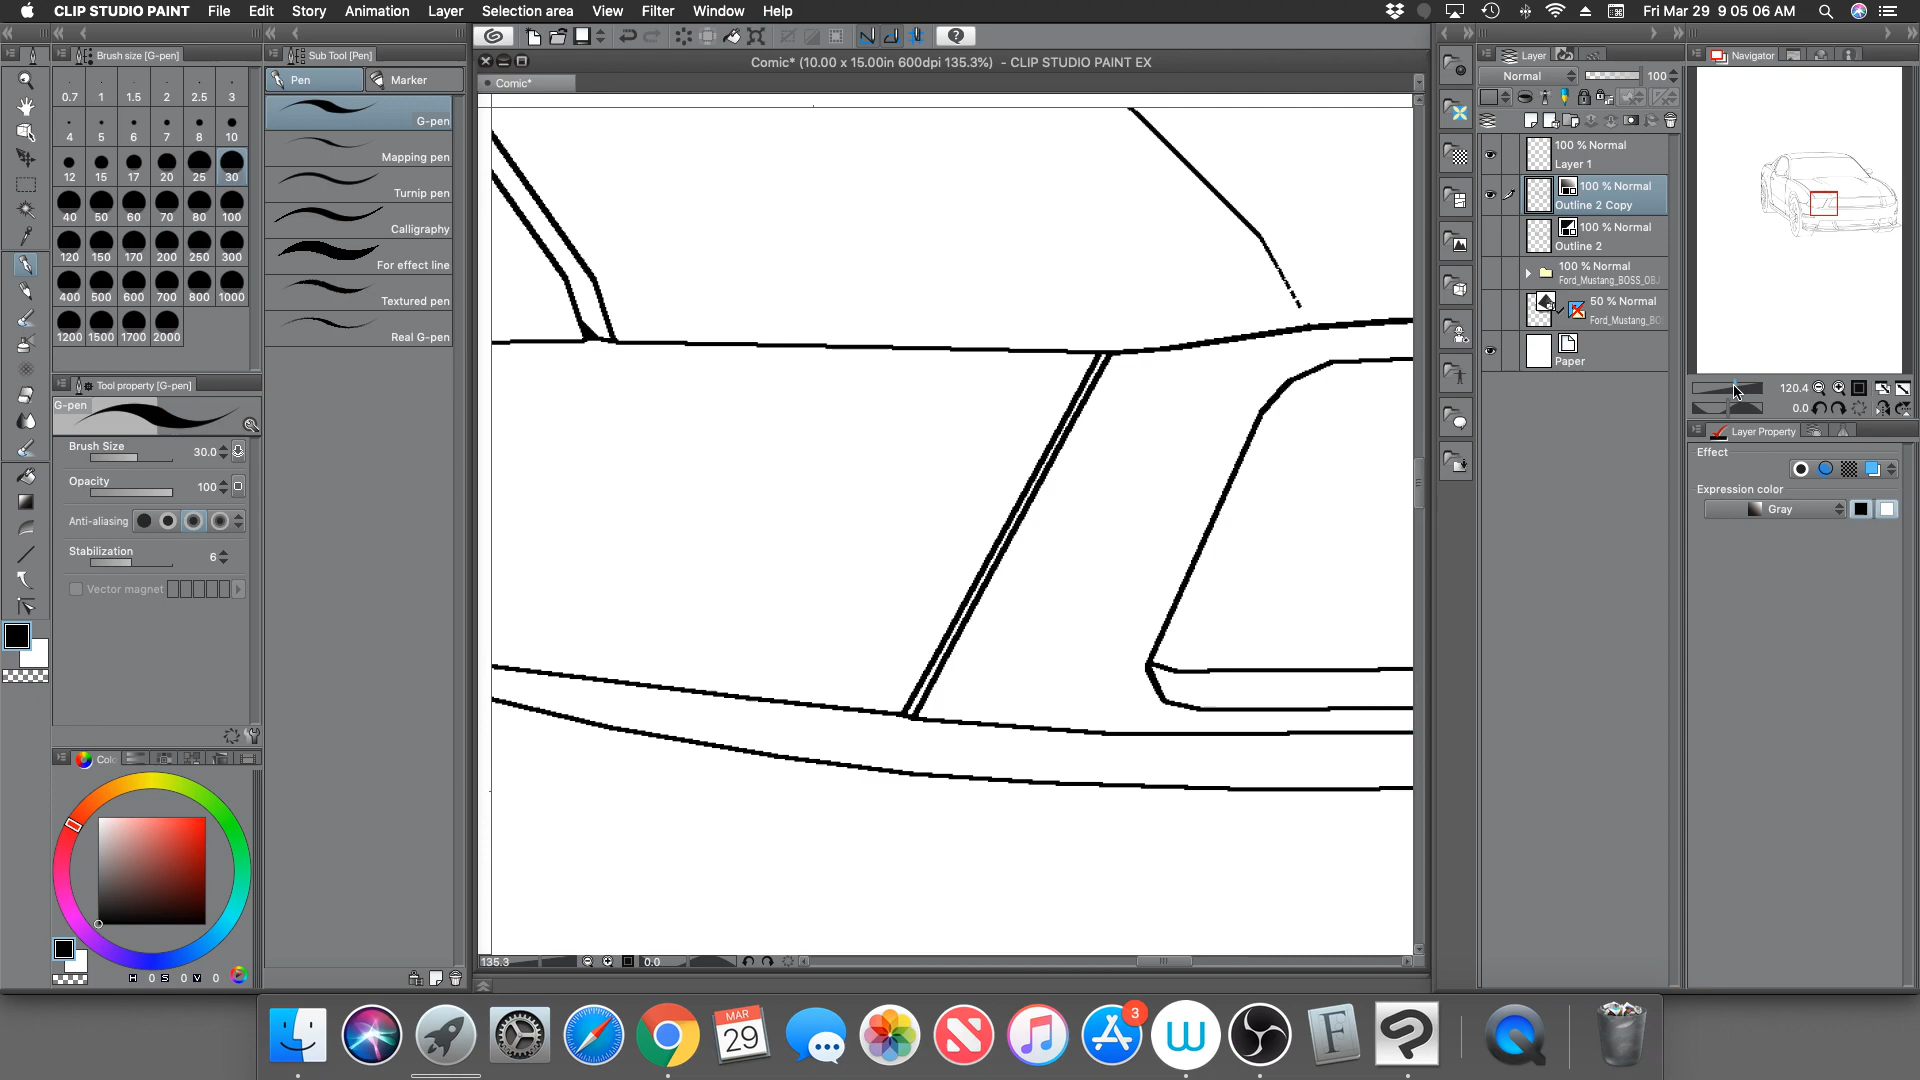 CLIP STUDIO PAINT File Edit Story Animation Layer Selection area View Filter Window Help
Fri Mar 29 9 05 06 AM
Brush size [G-pen]
Sub Tool [Pen]
Comic* (10.00 x 15.00in 600dpi 135.3%) - CLIP STUDIO PAINT EX
Comic*
Layer
Navigator
Pen
Marker
Normal
100
0.7 1 1.5 2 2.5 3
4 5 6 7 8 10
12 15 17 20 25 30
40 50 60 70 80 100
120 150 170 200 250 300
400 500 600 700 800 1000
1200 1500 1700 2000
G-pen
Mapping pen
Turnip pen
Calligraphy
For effect line
Textured pen
Real G-pen
100 % Normal
Layer 1
100 % Normal
Outline 2 Copy
100 % Normal
Outline 2
100 % Normal
Ford_Mustang_BOSS_OBJ
50 % Normal
Ford_Mustang_BO
Paper
120.4
0.0
Tool property [G-pen]
G-pen
Brush Size 30.0
Opacity 100
Anti-aliasing
Stabilization 6
Vector magnet
Layer Property
Effect
Expression color
Gray
Colo
H 0 S 0 V 0
135.3 0.0
MAR
29
3